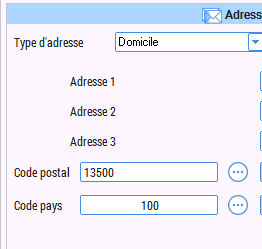 Adress
Type d'adresse Domicile
Adresse 1
Adresse 2
Adresse 3
Code postal 13500
Code pays 100